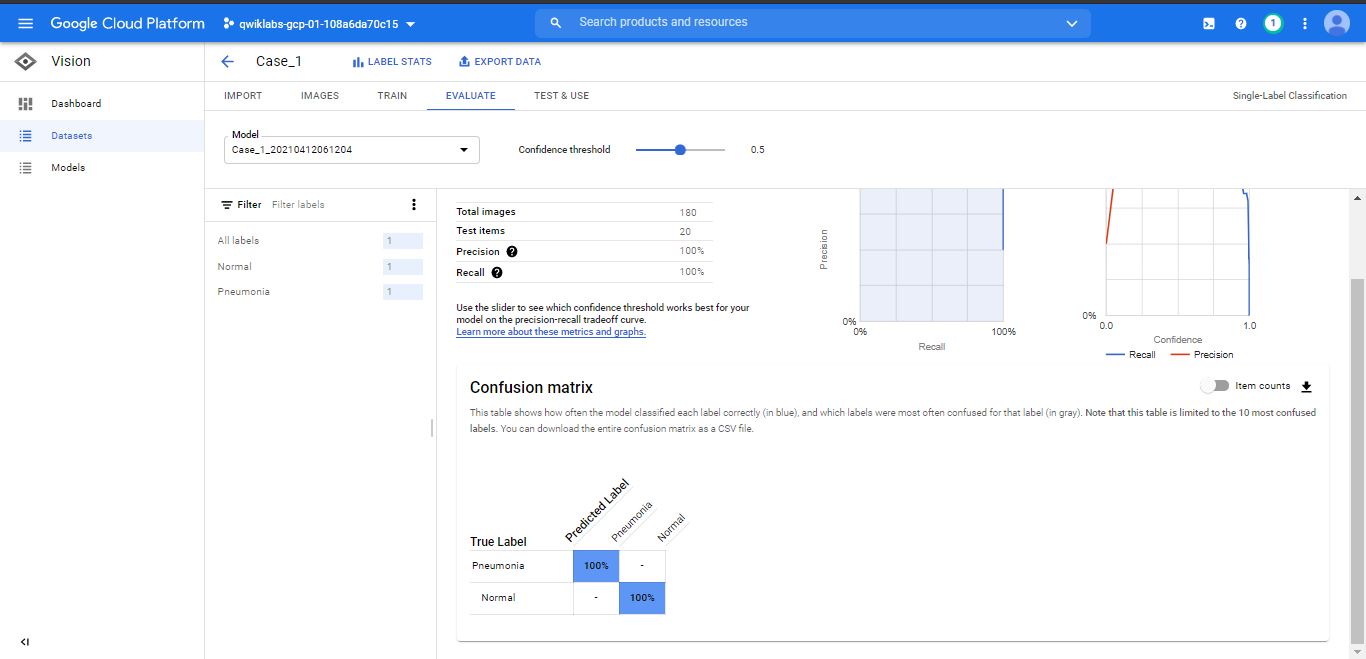 Google Cloud Platform qwiklabs-gcp-01-108a6da70c15 Search products and resources 1
Vision
Case_1 LABEL STATS EXPORT DATA
Dashboard
Datasets
Models
IMPORT IMAGES TRAIN EVALUATE TEST & USE Single-Label Classification
Model
Case_1_20210412061204
Confidence threshold 0.5
Filter Filter labels
All labels 1
Normal 1
Pneumonia 1
Total images 180
Test items 20
Precision ? 100%
Recall ? 100%
Use the slider to see which confidence threshold works best for your
model on the precision-recall tradeoff curve.
Learn more about these metrics and graphs.
Precision
0%
0% 100%
Recall
0%
0.0 1.0
Confidence
Recall Precision
Confusion matrix
Item counts
This table shows how often the model classified each label correctly (in blue), and which labels were most often confused for that label (in gray). Note that this table is limited to the 10 most confused
labels. You can download the entire confusion matrix as a CSV file.
Predicted Label
Pneumonia
Normal
True Label
Pneumonia 100% -
Normal - 100%